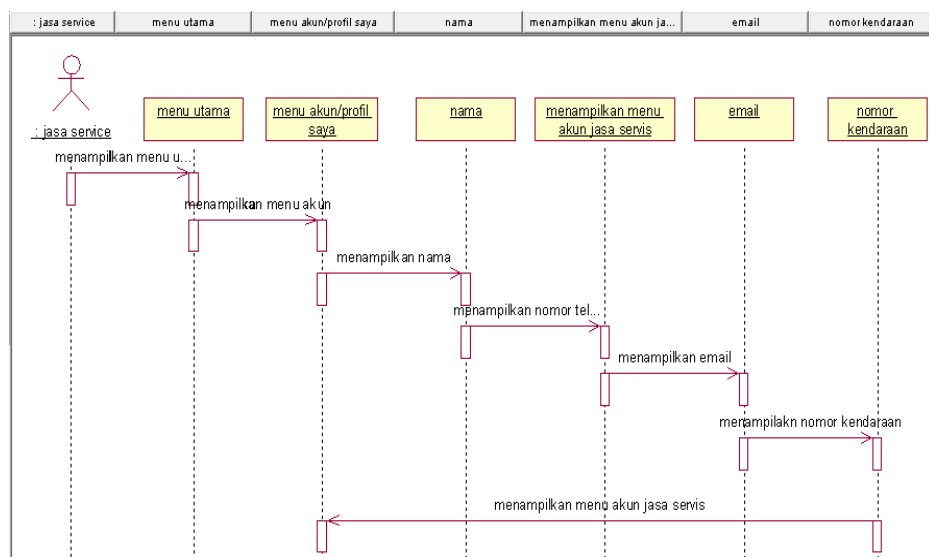 : jasa service
menu utama
menu akun/profil saya
nama
menampilkan menu akun ja...
email
nomor kendaraan
: jasa service
menu utama
menu akun/profil
saya
nama
menampilkan menu
akun jasa servis
email
nomor
kendaraan
menampilkan menu u...
menampilkan menu akun
menampilkan nama
menampilkan nomor tel...
menampilkan email
menampilakn nomor kendaraan
menampilkan menu akun jasa servis